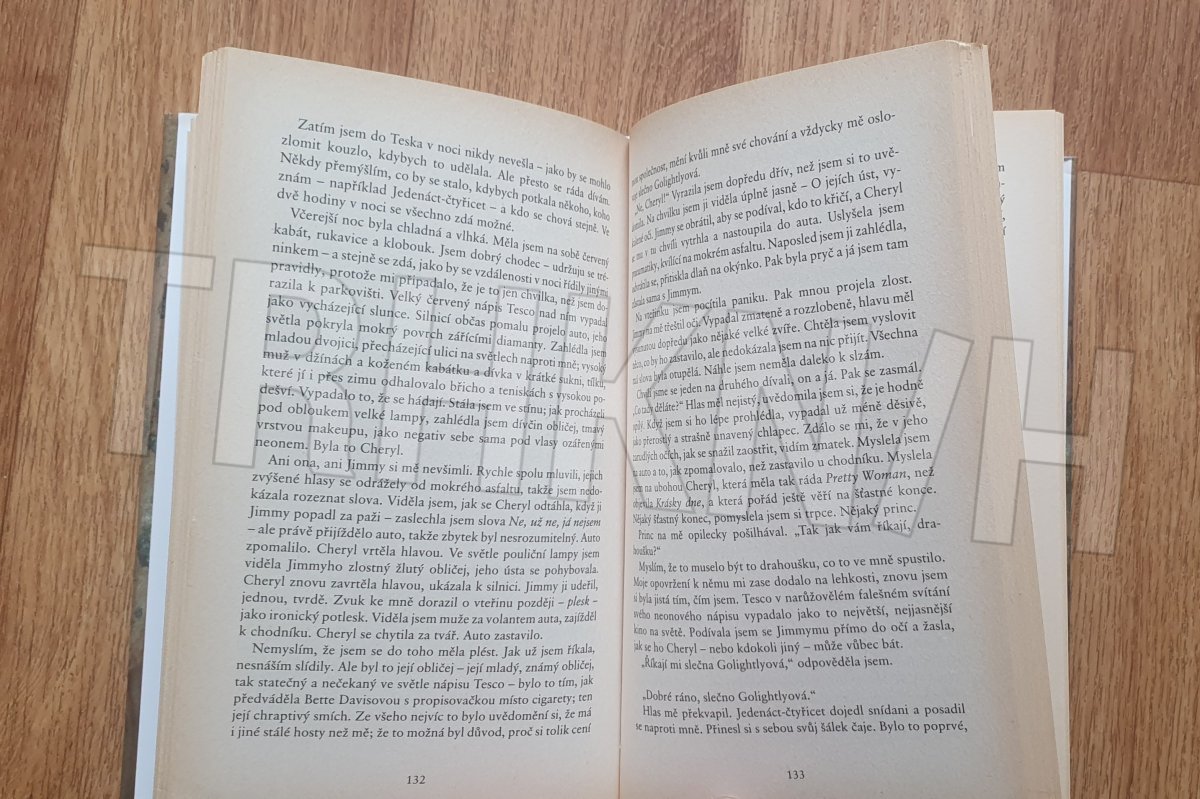 Zatím jsem do Teska v noci nikdy nevešla – jako by se mohlo
zlomit kouzlo, kdybych to udělala. Ale přesto se ráda dívám.
Někdy přemýšlím, co by se stalo, kdybych potkala někoho, koho
znám – například Jedenáct-čtyřicet – a kdo se chová stejně. Ve
dvě hodiny v noci se všechno zdá možné.
Včerejší noc byla chladná a vlhká. Měla jsem na sobě červený
kabát, rukavice a klobouk. Jsem dobrý chodec – udržuju se tré-
ninkem – a stejně se zdá, jako by se vzdálenosti v noci řídily jinými
pravidly, protože mi připadalo, že je to jen chvilka, než jsem do-
razila k parkovišti. Velký červený nápis Tesco nad ním vypadal
jako vycházející slunce. Silnicí občas pomalu projelo auto, jeho
světla pokryla mokrý povrch zářícími diamanty. Zahlédla jsem
mladou dvojici, přecházející ulici na světlech naproti mně; vysoký
muž v džínách a koženém kabátku a dívka v krátké sukni, tílku,
které jí i přes zimu odhalovalo břicho a teniskách s vysokou po-
dešví. Vypadalo to, že se hádají. Stála jsem ve stínu; jak procházeli
pod obloukem velké lampy, zahlédla jsem dívčin obličej, tmavý
vrstvou makeupu, jako negativ sebe sama pod vlasy ozářenými
neonem. Byla to Cheryl.
Ani ona, ani Jimmy si mě nevšimli. Rychle spolu mluvili, jejich
zvýšené hlasy se odrážely od mokrého asfaltu, takže jsem nedo-
kázala rozeznat slova. Viděla jsem, jak se Cheryl odtáhla, když ji
Jimmy popadl za paži – zaslechla jsem slova Ne, už ne, já nejsem
– ale právě přijíždělo auto, takže zbytek byl nesrozumitelný. Auto
zpomalilo. Cheryl vrtěla hlavou. Ve světle pouliční lampy jsem
viděla Jimmyho zlostný žlutý obličej, jeho ústa se pohybovala.
Cheryl znovu zavrtěla hlavou, ukázala k silnici. Jimmy ji udeřil,
jednou, tvrdě. Zvuk ke mně dorazil o vteřinu později – plesk –
jako ironický potlesk. Viděla jsem muže za volantem auta, zajížděl
k chodníku. Cheryl se chytila za tvář. Auto zastavilo.
Nemyslím, že jsem se do toho měla plést. Jak už jsem říkala,
nesnáším slídily. Ale byl to její obličej – její mladý, známý obličej,
tak statečný a nečekaný ve světle nápisu Tesco – bylo to tím, jak
předváděla Bette Davisovou s propisovačkou místo cigarety; ten
její chraptivý smích. Ze všeho nejvíc to bylo uvědomění si, že má
i jiné stálé hosty než mě; že to možná byl důvod, proč si tolik cení
132
společnost, mění kvůli mně své chování a vždycky mě oslo-
slečno Golightlyová.
„Ne, Cheryl!“ Vyrazila jsem dopředu dřív, než jsem si to uvě-
Na chvilku jsem ji viděla úplně jasně – O jejích úst, vy-
očí. Jimmy se obrátil, aby se podíval, kdo to křičí, a Cheryl
se mu v tu chvíli vytrhla a nastoupila do auta. Uslyšela jsem
pneumatiky, kvílící na mokrém asfaltu. Naposled jsem ji zahlédla,
se, přitiskla dlaň na okýnko. Pak byla pryč a já jsem tam
sama s Jimmym.
Na vteřinku jsem pocítila paniku. Pak mnou projela zlost.
Jimmy na mě třeštil oči. Vypadal zmateně a rozzlobeně, hlavu měl
dopředu jako nějaké velké zvíře. Chtěla jsem vyslovit
něco, co by ho zastavilo, ale nedokázala jsem na nic přijít. Všechna
má slova byla otupělá. Náhle jsem neměla daleko k slzám.
Chvíli jsme se jeden na druhého dívali, on a já. Pak se zasmál.
„Co tady děláte?“ Hlas měl nejistý, uvědomila jsem si, že je hodně
opilý. Když jsem si ho lépe prohlédla, vypadal už méně děsivě,
jako přerostlý a strašně unavený chlapec. Zdálo se mi, že v jeho
zarudlých očích, jak se snažil zaostřit, vidím zmatek. Myslela jsem
na auto a to, jak zpomalovalo, než zastavilo u chodníku. Myslela
jsem na ubohou Cheryl, která měla tak ráda Pretty Woman, než
objevila Krásky dne, a která pořád ještě věří na šťastné konce.
Nějaký šťastný konec, pomyslela jsem si trpce. Nějaký princ.
Princ na mě opilecky pošilhával. „Tak jak vám říkají, dra-
houšku?“
Myslím, že to muselo být to drahoušku, co to ve mně spustilo.
Moje opovržení k němu mi zase dodalo na lehkosti, znovu jsem
si byla jistá tím, čím jsem. Tesco v narůžovělém falešném svítání
svého neonového nápisu vypadalo jako to největší, nejjasnější
kino na světě. Podívala jsem se Jimmymu přímo do očí a žasla,
jak se ho Cheryl – nebo kdokoli jiný – může vůbec bát.
„Říkají mi slečna Golightlyová,“ odpověděla jsem.
„Dobré ráno, slečno Golightlyová.“
Hlas mě překvapil. Jedenáct-čtyřicet dojedl snídani a posadil
se naproti mně. Přinesl si s sebou svůj šálek čaje. Bylo to poprvé,
133
TRHKNIH